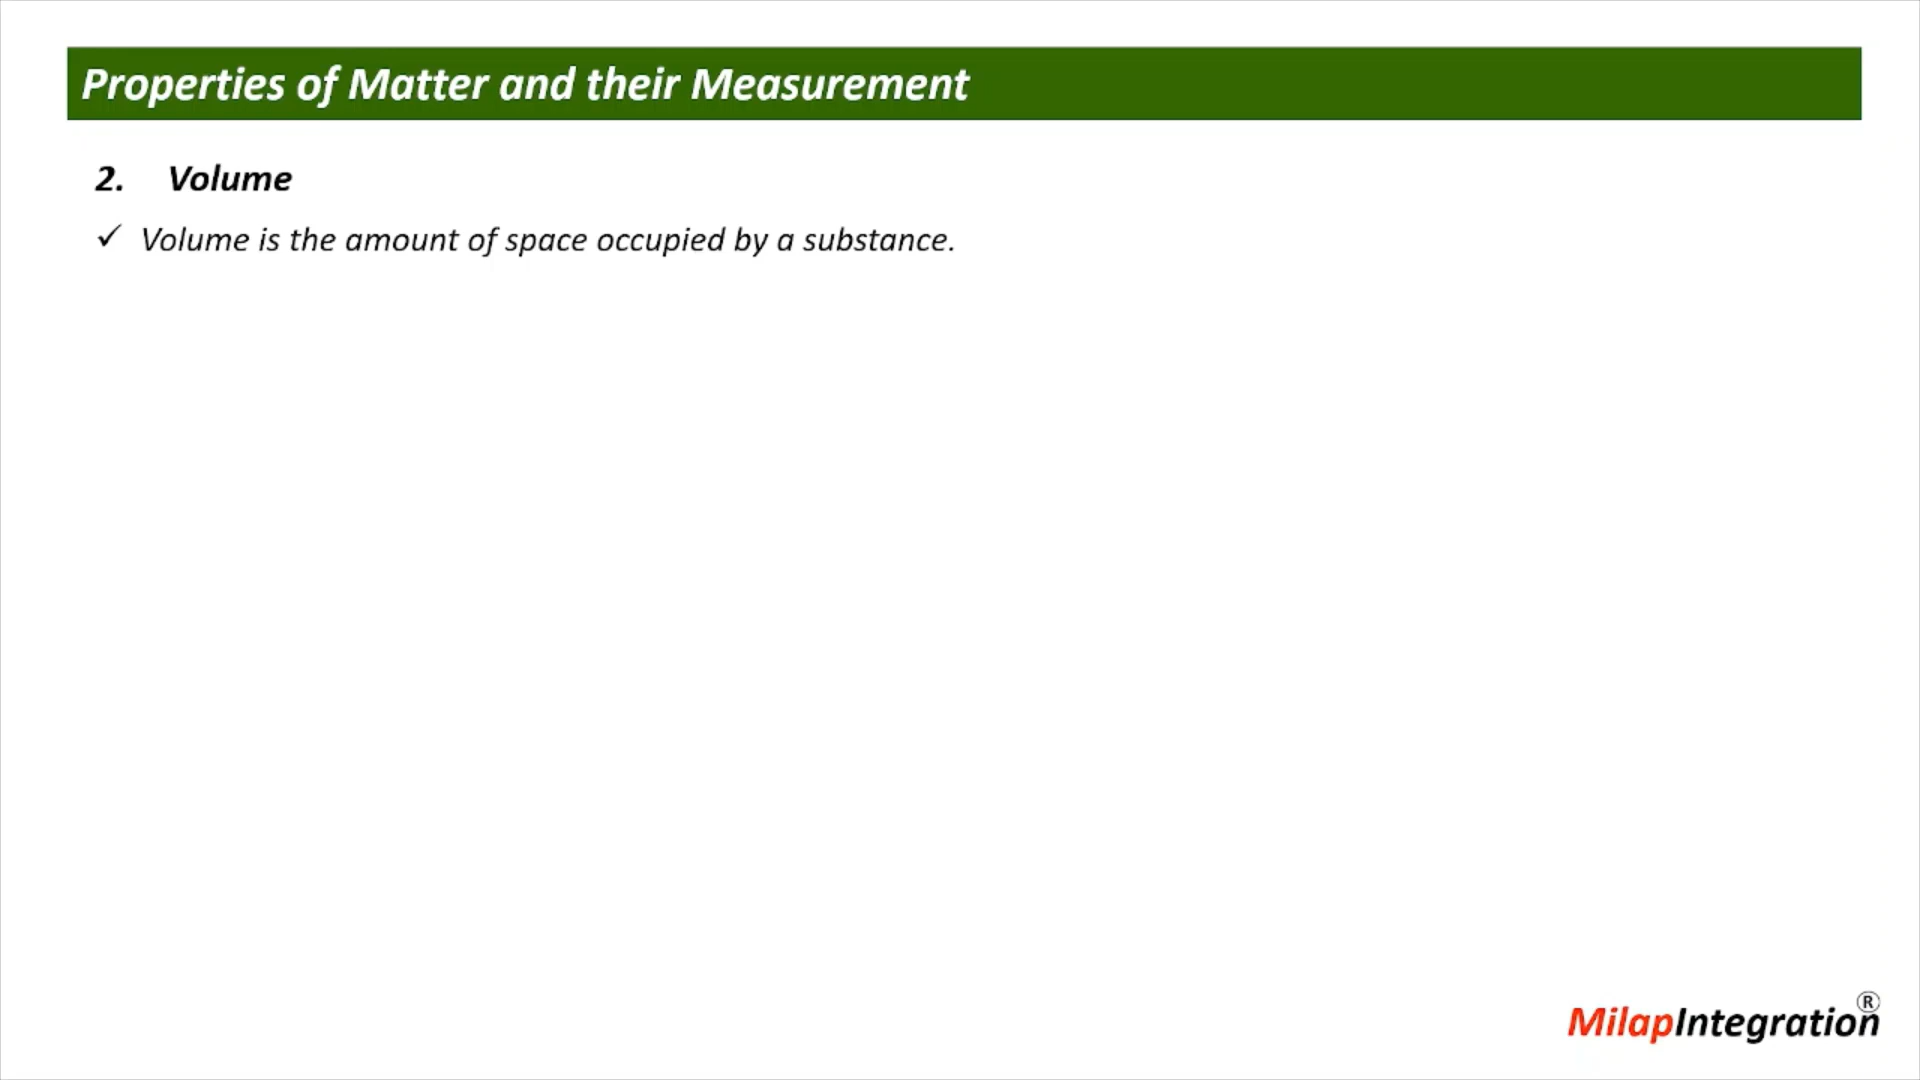 Properties of Matter and their Measurement
2. Volume
✓ Volume is the amount of space occupied by a substance.
MilapIntegration®